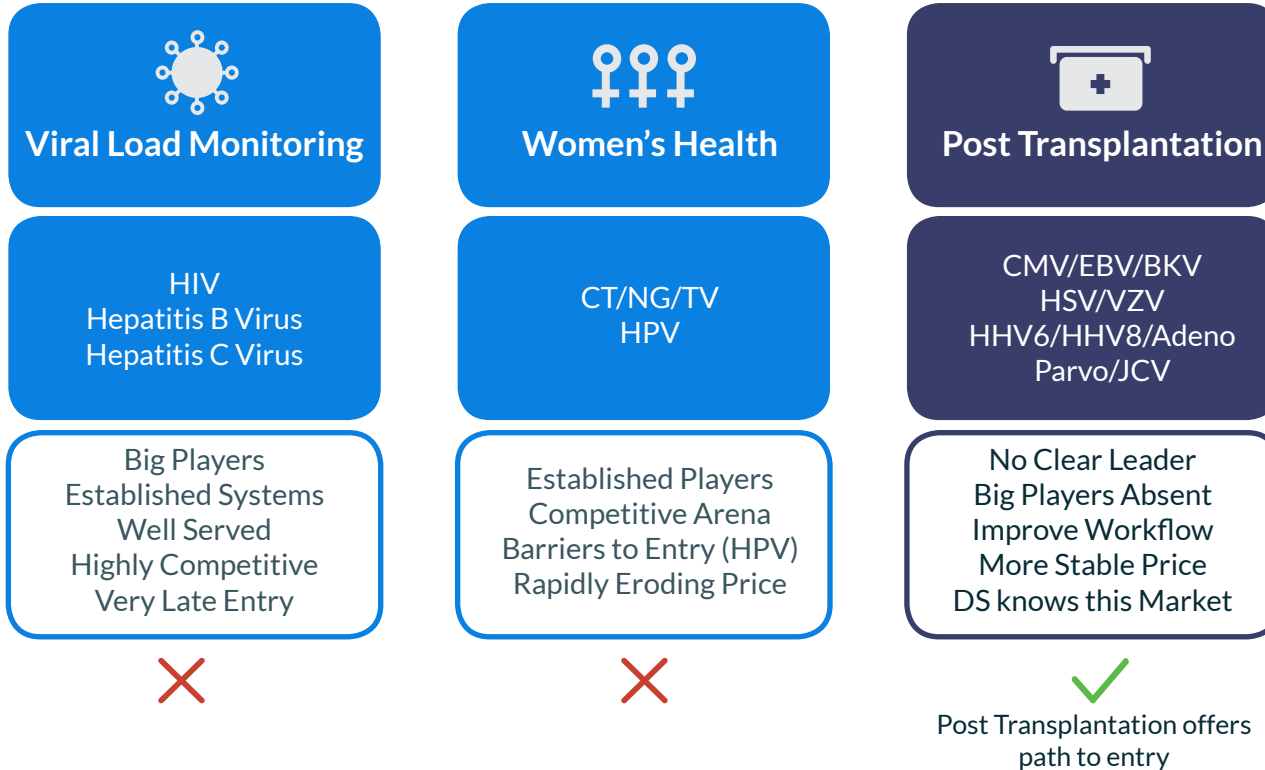 Viral Load Monitoring
HIV
Hepatitis B Virus
Hepatitis C Virus
Big Players
Established Systems
Well Served
Highly Competitive
Very Late Entry
Women's Health
CT/NG/TV
HPV
Established Players
Competitive Arena
Barriers to Entry (HPV)
Rapidly Eroding Price
Post Transplantation
CMV/EBV/BKV
HSV/VZV
HHV6/HHV8/Adeno
Parvo/JCV
No Clear Leader
Big Players Absent
Improve Workflow
More Stable Price
DS knows this Market
Post Transplantation offers
path to entry